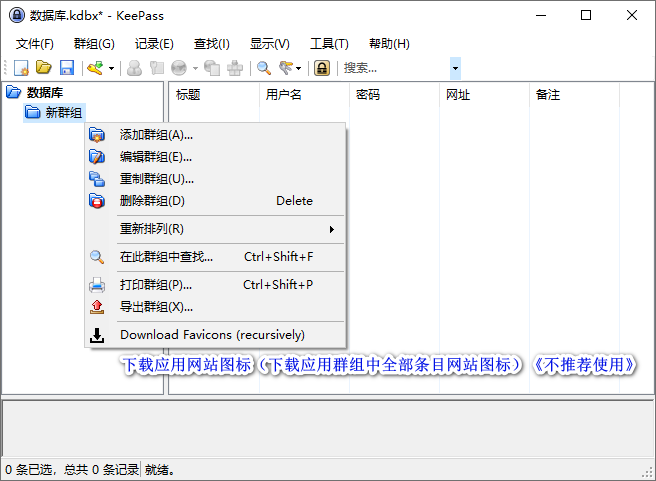 数据库.kdbx* - KeePass
文件(F) 群组(G) 记录(E) 查找(I) 显示(V) 工具(T) 帮助(H)
搜索...
数据库
新群组
标题 用户名 密码 网址 备注
添加群组(A)...
编辑群组(E)...
重制群组(U)...
删除群组(D) Delete
重新排列(R)
在此群组中查找... Ctrl+Shift+F
打印群组(P)... Ctrl+Shift+P
导出群组(X)...
Download Favicons (recursively)
下载应用网站图标（下载应用群组中全部条目网站图标）《不推荐使用》
0 条已选，总共 0 条记录 就绪。